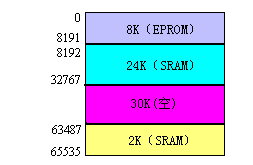 0
8K（EPROM）
8191
8192
24K（SRAM）
32767
30K(空)
63487
2K（SRAM）
65535